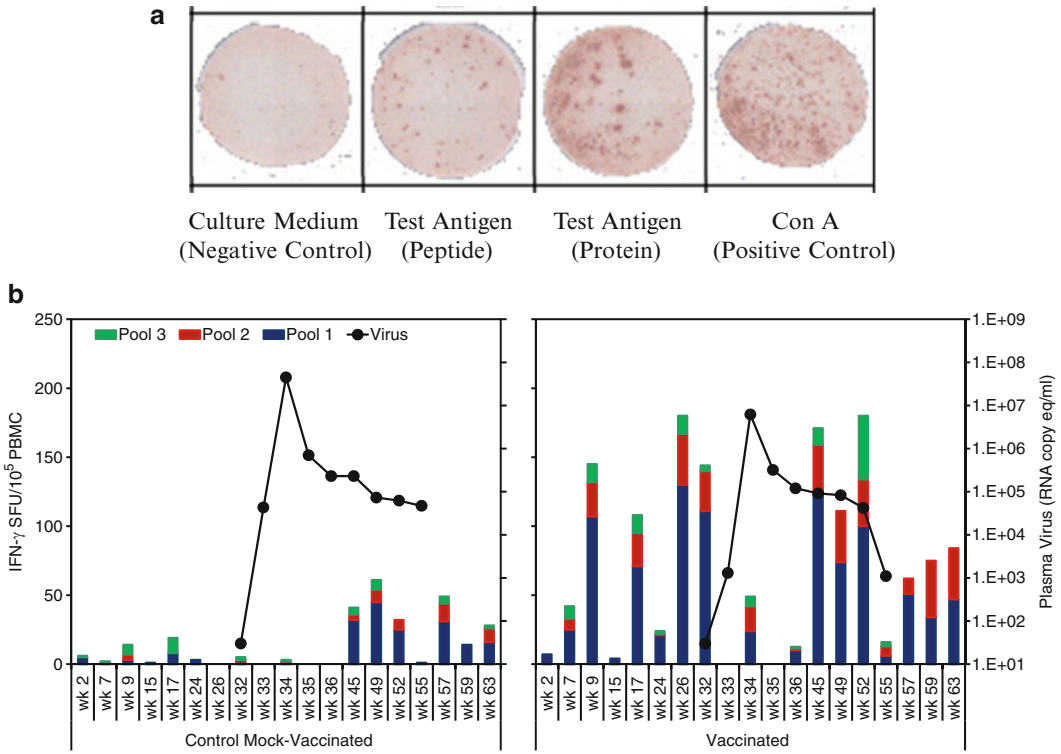 a
Culture Medium
(Negative Control)
Test Antigen
(Peptide)
Test Antigen
(Protein)
Con A
(Positive Control)
b
IFN-γ SFU/10⁵ PBMC
250
200
150
100
50
0
Pool 3 Pool 2 Pool 1 Virus
wk 2
wk 7
wk 9
wk 15
wk 17
wk 24
wk 26
wk 32
wk 33
wk 34
wk 35
wk 36
wk 45
wk 49
wk 52
wk 55
wk 57
wk 59
wk 63
Control Mock-Vaccinated
wk 2
wk 7
wk 9
wk 15
wk 17
wk 24
wk 26
wk 32
wk 33
wk 34
wk 35
wk 36
wk 45
wk 49
wk 52
wk 55
wk 57
wk 59
wk 63
Vaccinated
1.E+09
1.E+08
1.E+07
1.E+06
1.E+05
1.E+04
1.E+03
1.E+02
1.E+01
Plasma Virus (RNA copy eq/ml)